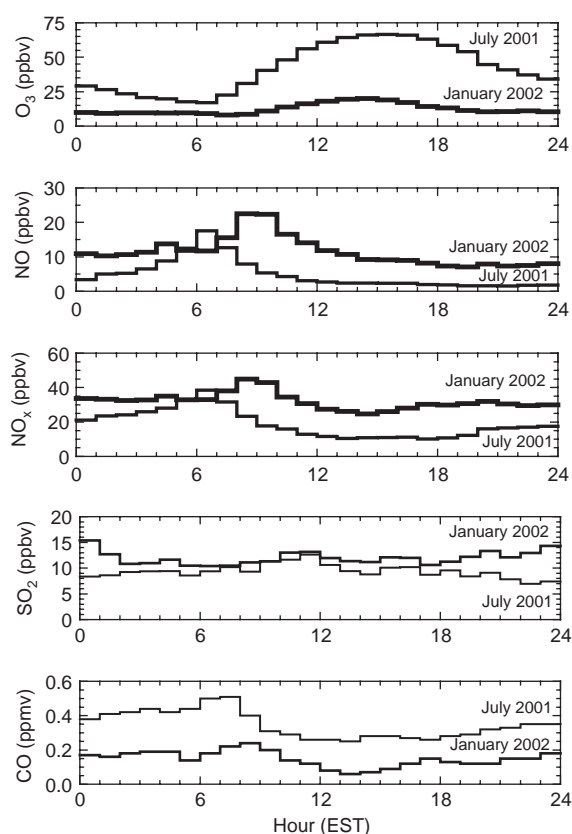 75
50
25
0
O3 (ppbv)
July 2001
January 2002
0 6 12 18 24
30
20
10
0
NO (ppbv)
January 2002
July 2001
0 6 12 18 24
60
40
20
0
NOx (ppbv)
January 2002
July 2001
0 6 12 18 24
20
15
10
5
0
SO2 (ppbv)
January 2002
July 2001
0 6 12 18 24
0.6
0.4
0.2
0.0
CO (ppmv)
July 2001
January 2002
0 6 12 18 24
Hour (EST)